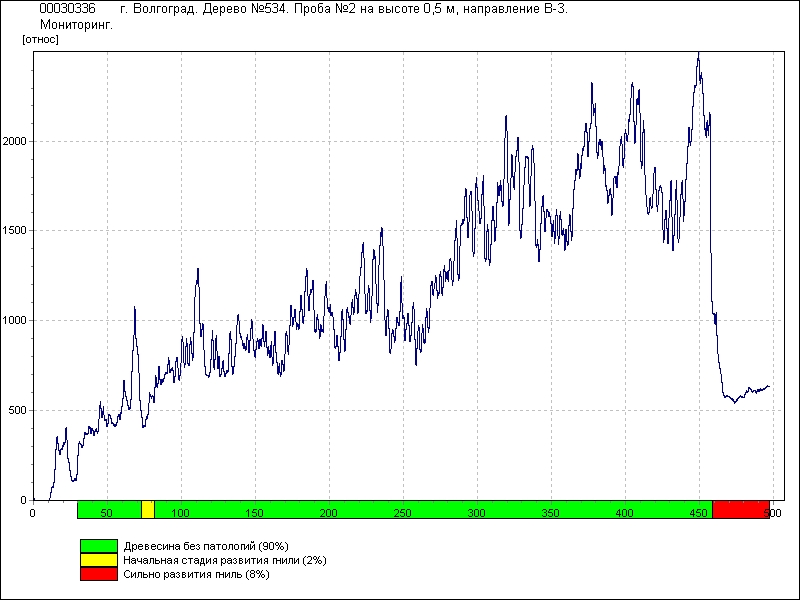 00030336 г. Волгоград. Дерево №534. Проба №2 на высоте 0,5 м, направление В-З.
Мониторинг.
[относ]
2000
1500
1000
500
0
0 50 100 150 200 250 300 350 400 450 500
Древесина без патологий (90%)
Начальная стадия развития гнили (2%)
Сильно развития гниль (8%)